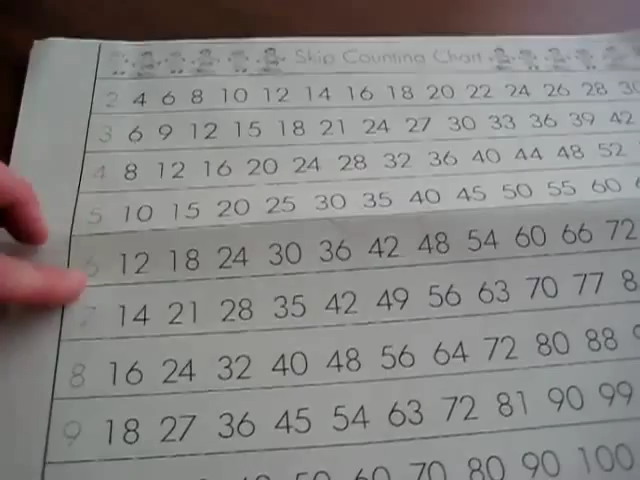 Skip Counting Chart
2 4 6 8 10 12 14 16 18 20 22 24 26 28 30
3 6 9 12 15 18 21 24 27 30 33 36 39 42
4 8 12 16 20 24 28 32 36 40 44 48 52
5 10 15 20 25 30 35 40 45 50 55 60
6 12 18 24 30 36 42 48 54 60 66 72
7 14 21 28 35 42 49 56 63 70 77
8 16 24 32 40 48 56 64 72 80 88
9 18 27 36 45 54 63 72 81 90 99
50 60 70 80 90 100